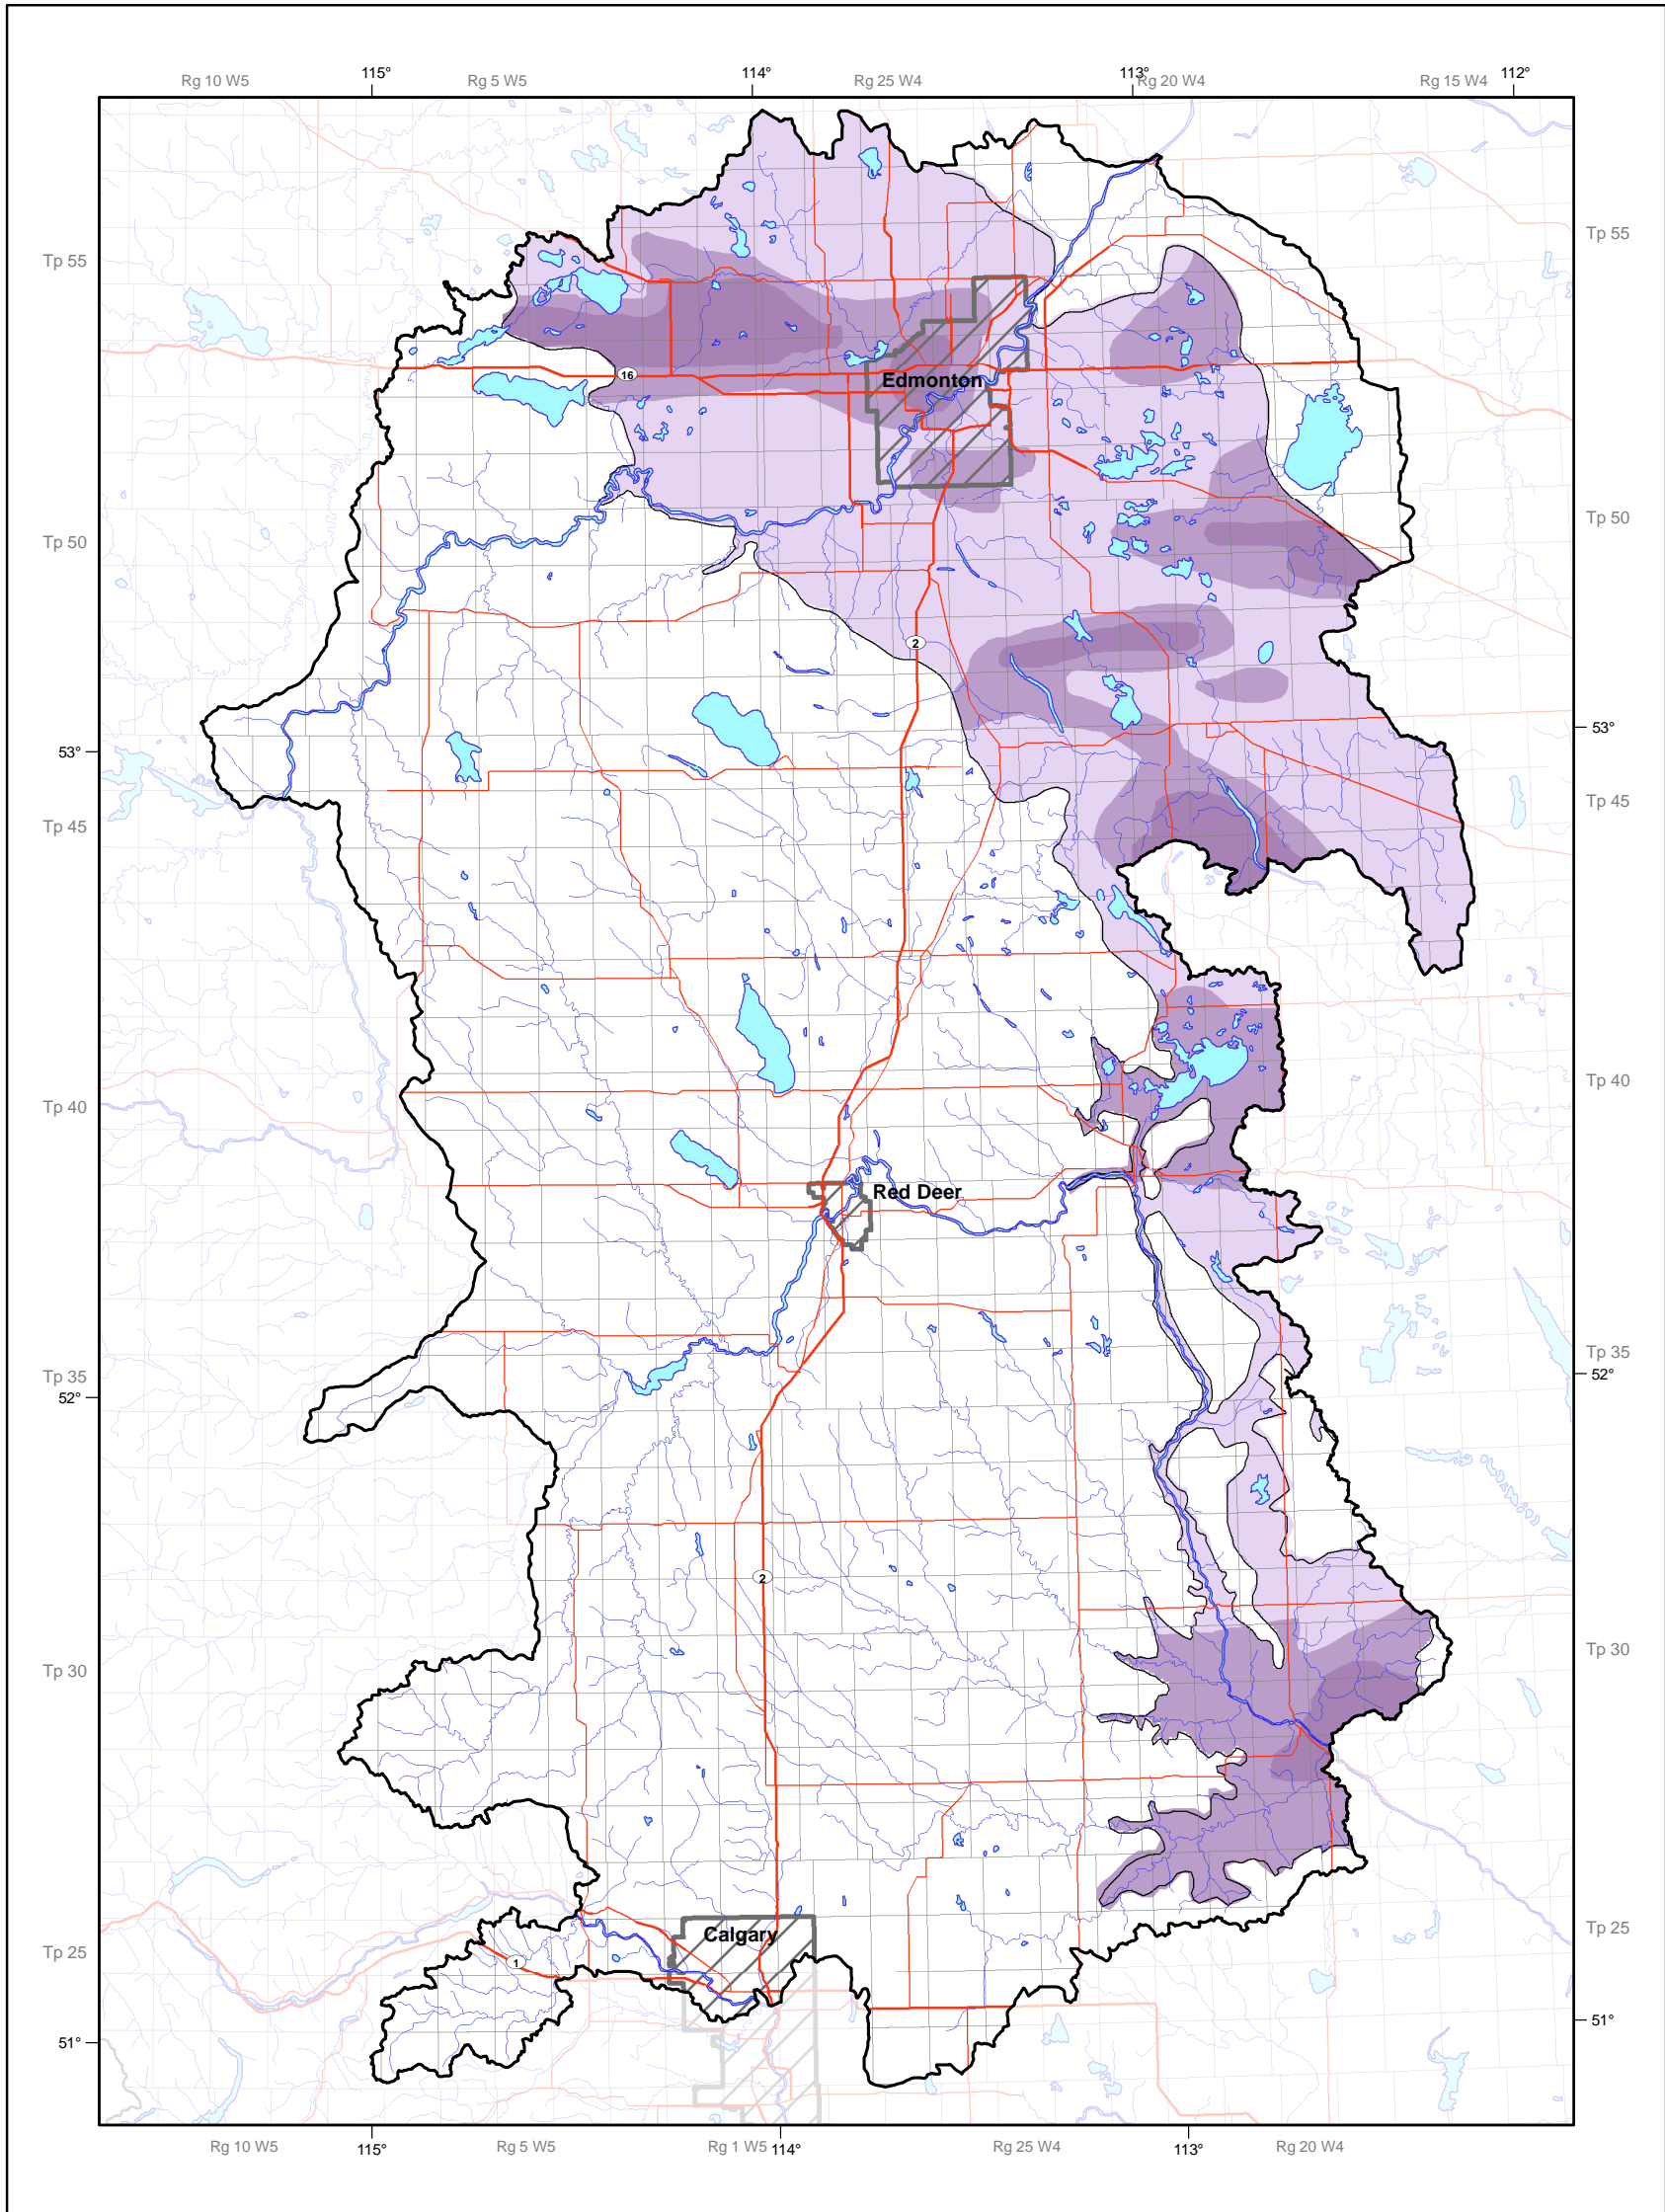 115° 114° 113° 112°
Rg 10 W5 Rg 5 W5 Rg 25 W4 Rg 20 W4 Rg 15 W4
Tp 55 Tp 55
16
Edmonton
Tp 50 Tp 50
2
53° 53°
Tp 45 Tp 45
Tp 40 Tp 40
Red Deer
Tp 35 Tp 35
52° 52°
2
Tp 30 Tp 30
Calgary
Tp 25 Tp 25
1
51° 51°
Rg 10 W5 115° Rg 5 W5 Rg 1 W5 114° Rg 25 W4 113° Rg 20 W4